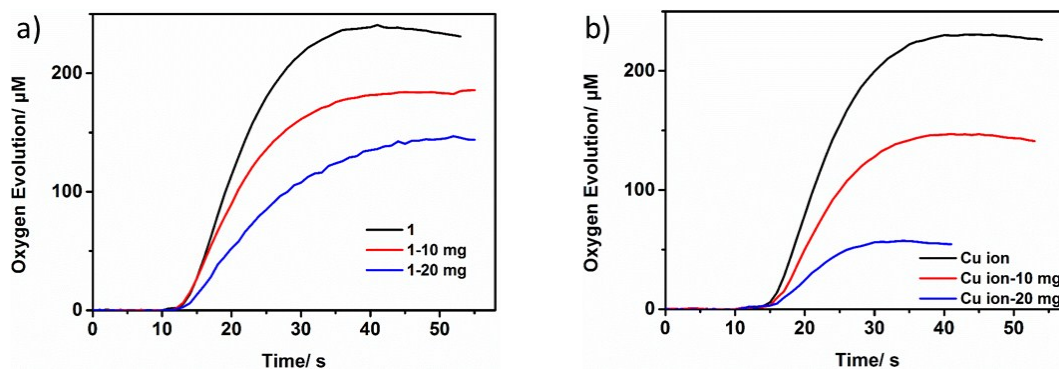 a)
Oxygen Evolution/ µM
200
100
0
1
1-10 mg
1-20 mg
0 10 20 30 40 50
Time/ s
b)
Oxygen Evolution/ µM
200
100
0
Cu ion
Cu ion-10 mg
Cu ion-20 mg
0 10 20 30 40 50
Time/ s